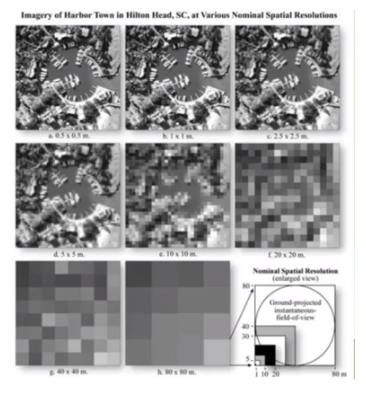 Imagery of Harbor Town in Hilton Head, SC, at Various Nominal Spatial Resolutions
a. 0.5 x 0.5 m.
b. 1 x 1 m.
c. 2.5 x 2.5 m.
d. 5 x 5 m.
e. 10 x 10 m.
f. 20 x 20 m.
g. 40 x 40 m.
h. 80 x 80 m.
Nominal Spatial Resolution
(enlarged view)
80
Ground-projected
instantaneous-
field-of-view
40
30
5
1 10 20 80 m